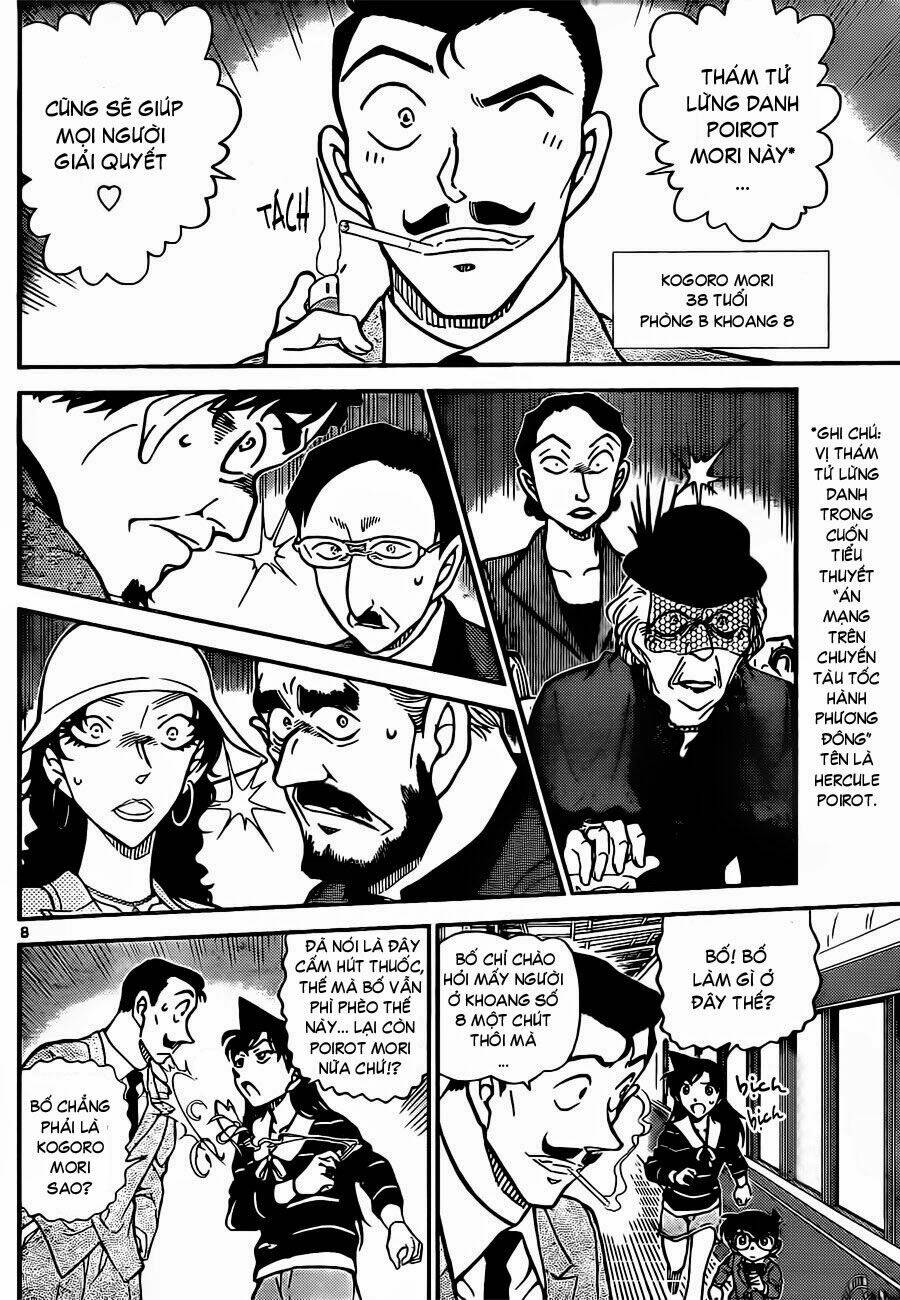 THÁM TỬ
LỪNG DANH
POIROT
MORI NÀY*
...
CŨNG SẼ GIÚP
MỌI NGƯỜI
GIẢI QUYẾT
♡
TÁCH
KOGORO MORI
38 TUỔI
PHÒNG B KHOANG 8
*GHI CHÚ:
VỊ THÁM
TỬ LỪNG
DANH
TRONG
CUỐN
TIỂU
THUYẾT
"ÁN
MẠNG
TRÊN
CHUYẾN
TÀU TỐC
HÀNH
PHƯƠNG
ĐÔNG"
TÊN LÀ
HERCULE
POIROT.
8
BỐ! BỐ
LÀM GÌ Ở
ĐÂY THẾ?
bịch
bịch
BỐ CHỈ CHÀO
HỎI MẤY NGƯỜI
Ở KHOANG SỐ
8 MỘT CHÚT
THÔI MÀ
...
ĐÃ NÓI LÀ ĐÂY
CẤM HÚT THUỐC,
THẾ MÀ BỐ VẪN
PHÌ PHÈO THẾ
NÀY... LẠI CÒN
POIROT MORI
NỮA CHỨ!?
BỐ CHẲNG
PHẢI LÀ
KOGORO
MORI
SAO?